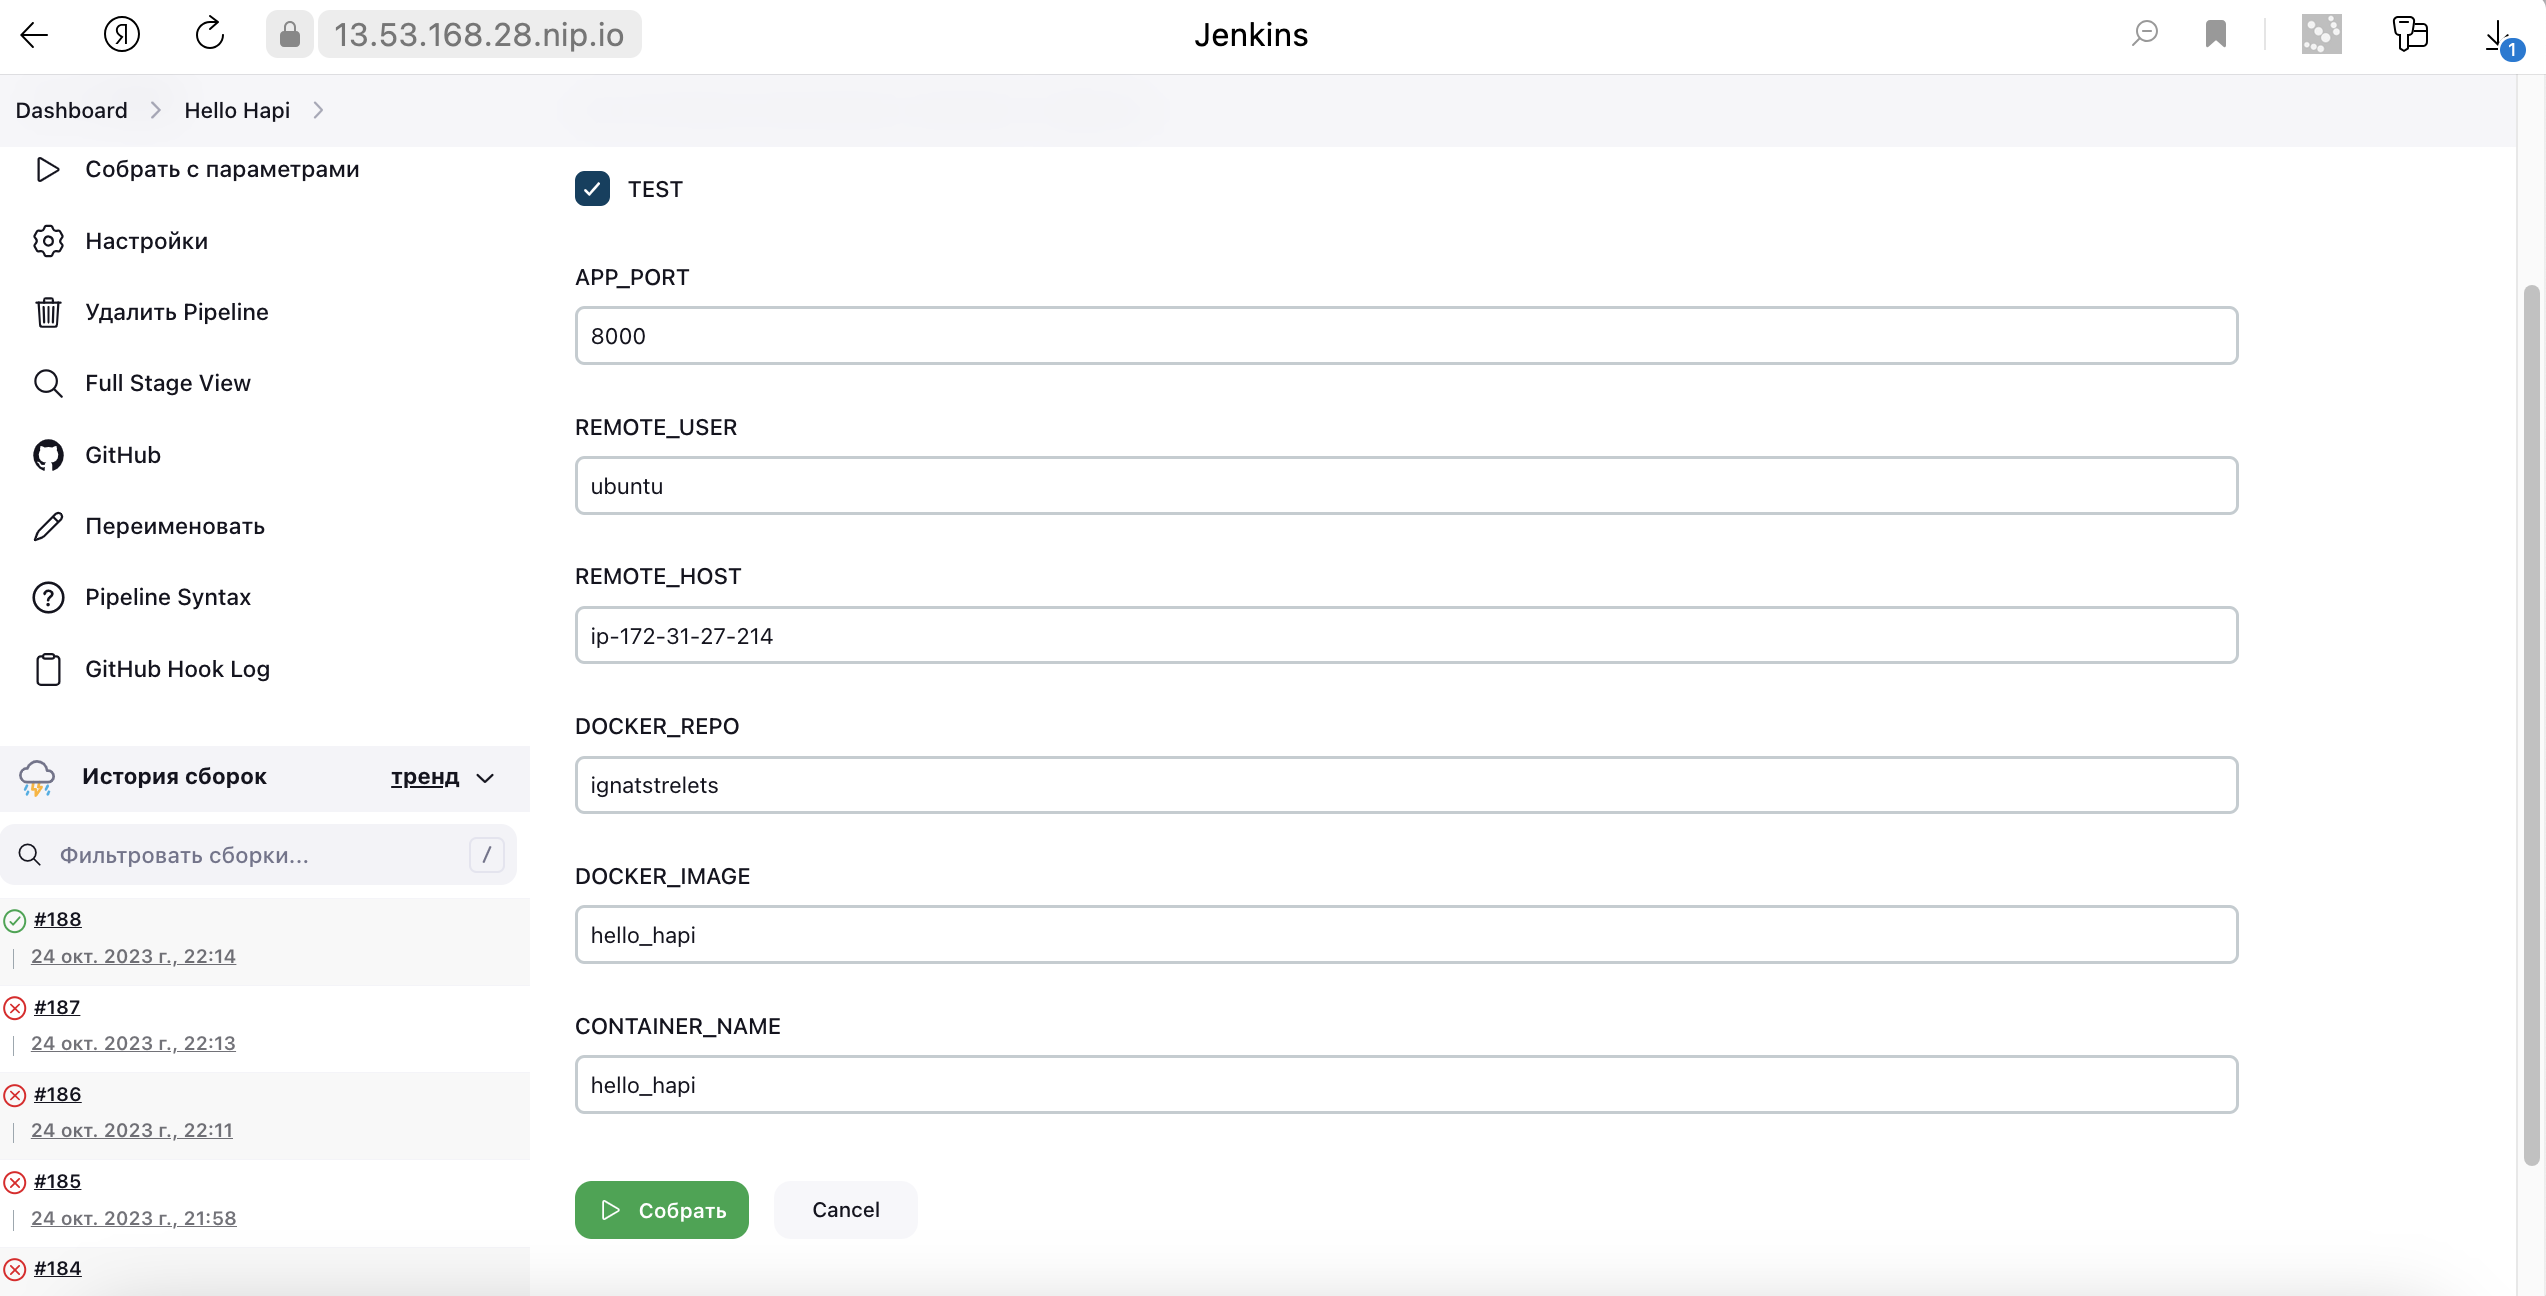 13.53.168.28.nip.io
Jenkins
1
Dashboard
Hello Hapi
Собрать с параметрами
Настройки
Удалить Pipeline
Full Stage View
GitHub
Переименовать
Pipeline Syntax
GitHub Hook Log
История сборок
тренд
Фильтровать сборки...
/
#188
24 окт. 2023 г., 22:14
#187
24 окт. 2023 г., 22:13
#186
24 окт. 2023 г., 22:11
#185
24 окт. 2023 г., 21:58
#184
TEST
APP_PORT
8000
REMOTE_USER
ubuntu
REMOTE_HOST
ip-172-31-27-214
DOCKER_REPO
ignatstrelets
DOCKER_IMAGE
hello_hapi
CONTAINER_NAME
hello_hapi
Собрать
Cancel